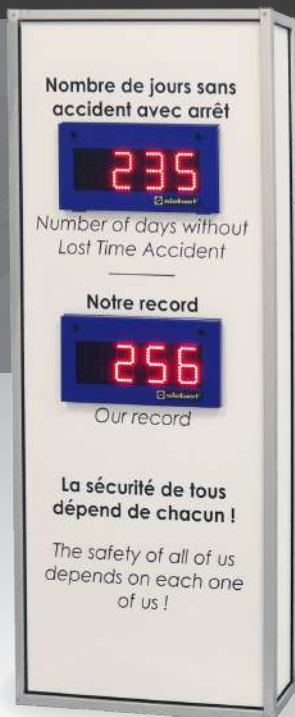 Nombre de jours sans
accident avec arrêt
235
Number of days without
Lost Time Accident
Notre record
256
Our record
La sécurité de tous
dépend de chacun !
The safety of all of us
depends on each one
of us !